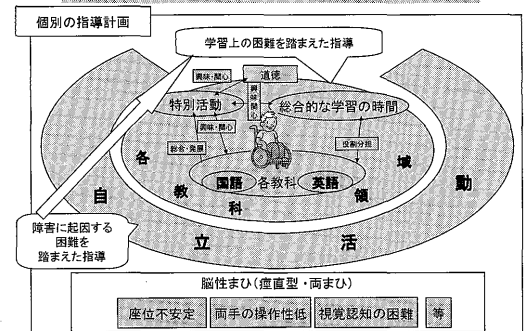 個別の指導計画
学習上の困難を踏まえた指導
道徳
興味・関心
興味・関心
特別活動
総合的な学習の時間
興味・関心
総合・発展
役割分担
各教科
領域
国語
各教科
英語
自立活動
障害に起因する
困難を
踏まえた指導
脳性まひ(痙直型・両まひ)
座位不安定
両手の操作性低
視覚認知の困難
等